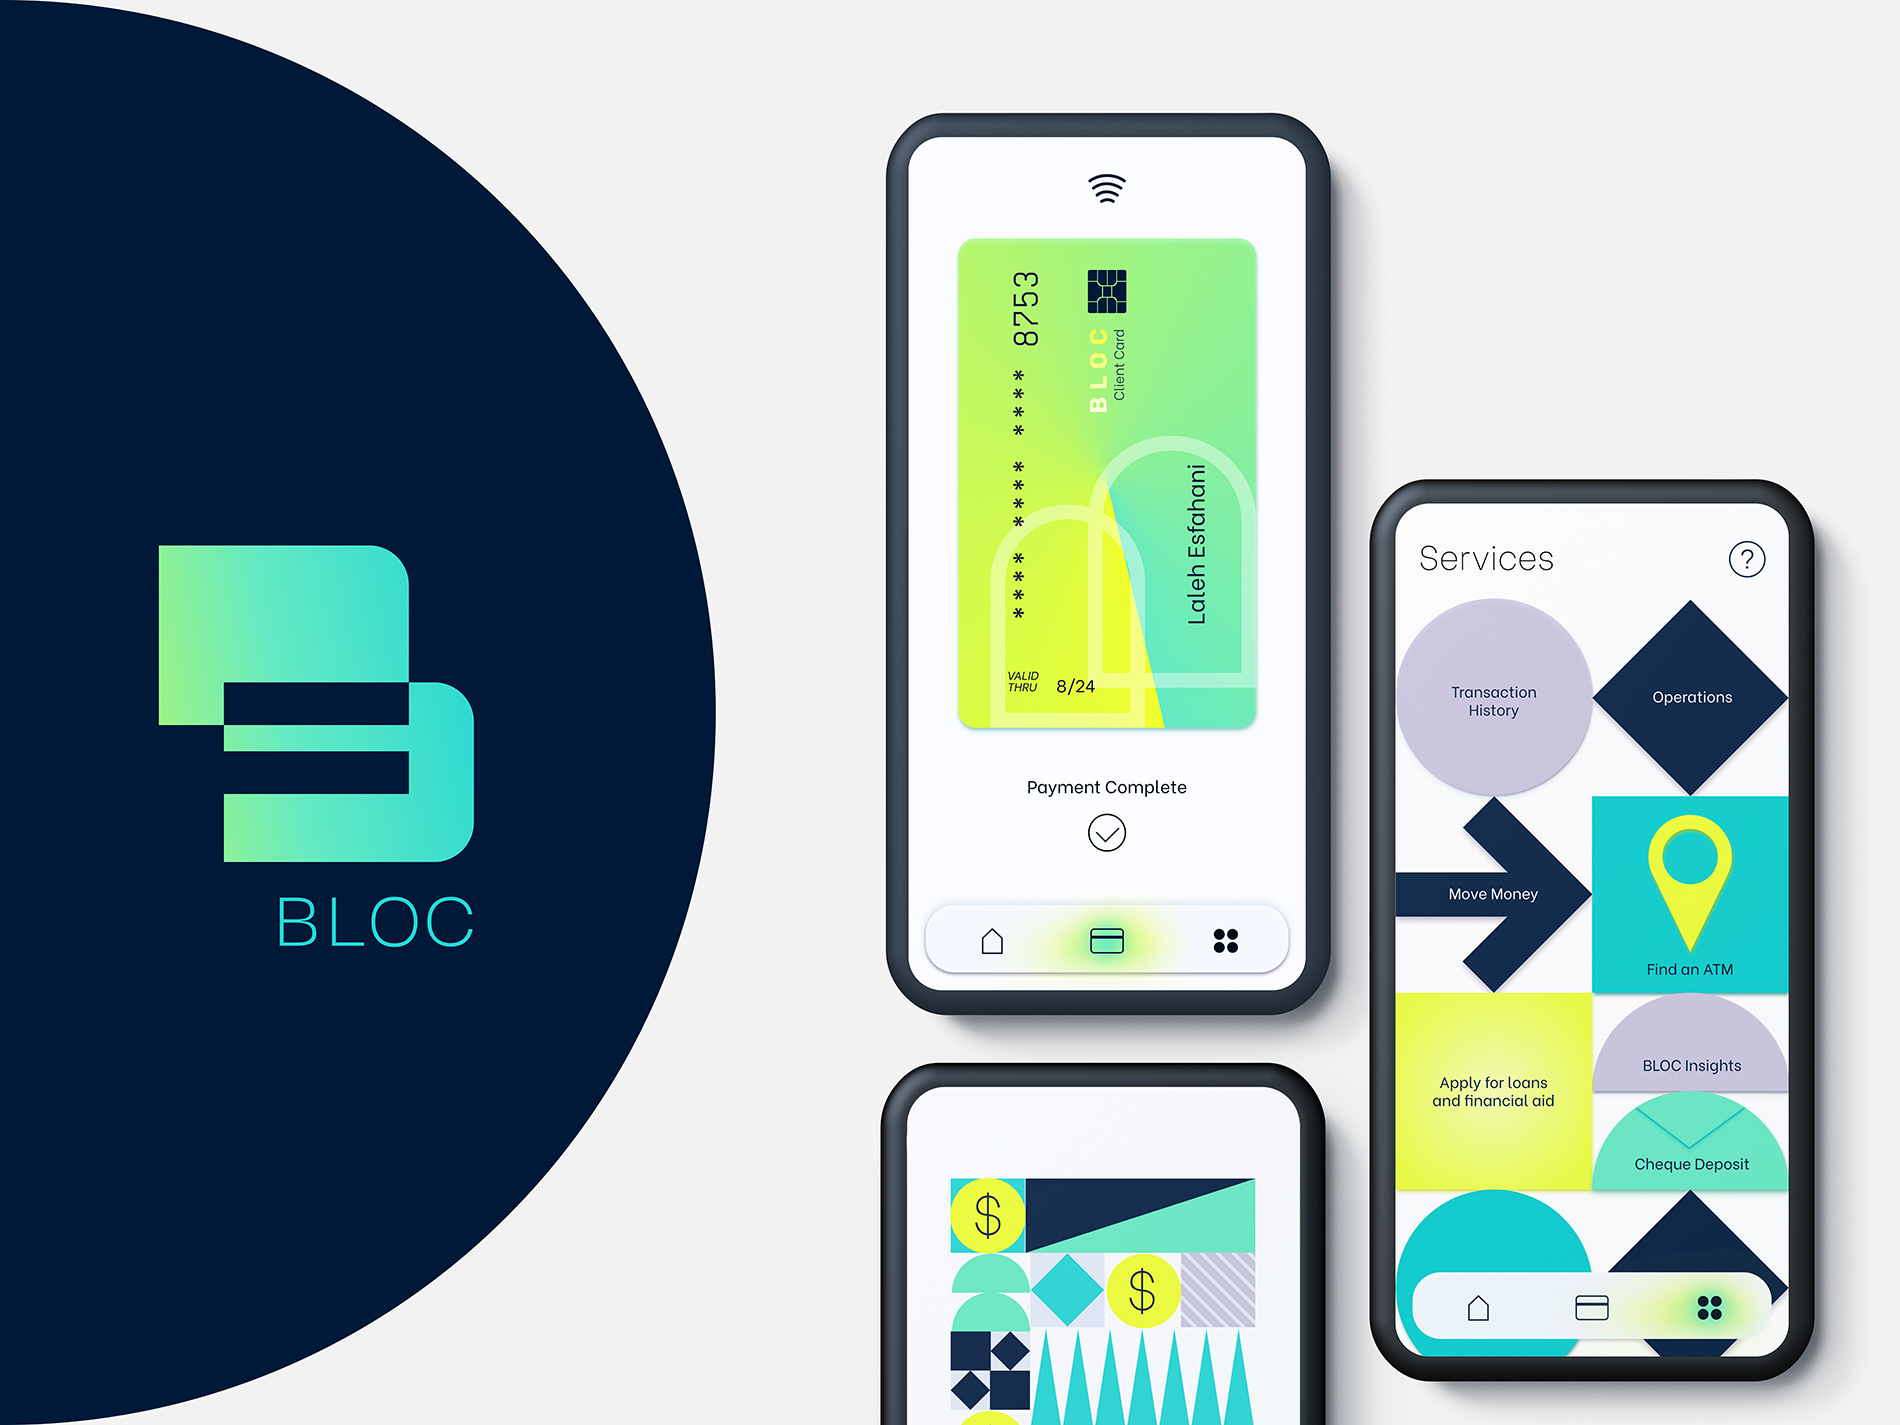 BLOC
8753
**** **** ****
BLOC
Client Card
Laleh Esfahani
VALID
THRU
8/24
Payment Complete
$
$
Services
?
Transaction
History
Operations
Move Money
Find an ATM
Apply for loans
and financial aid
BLOC Insights
Cheque Deposit